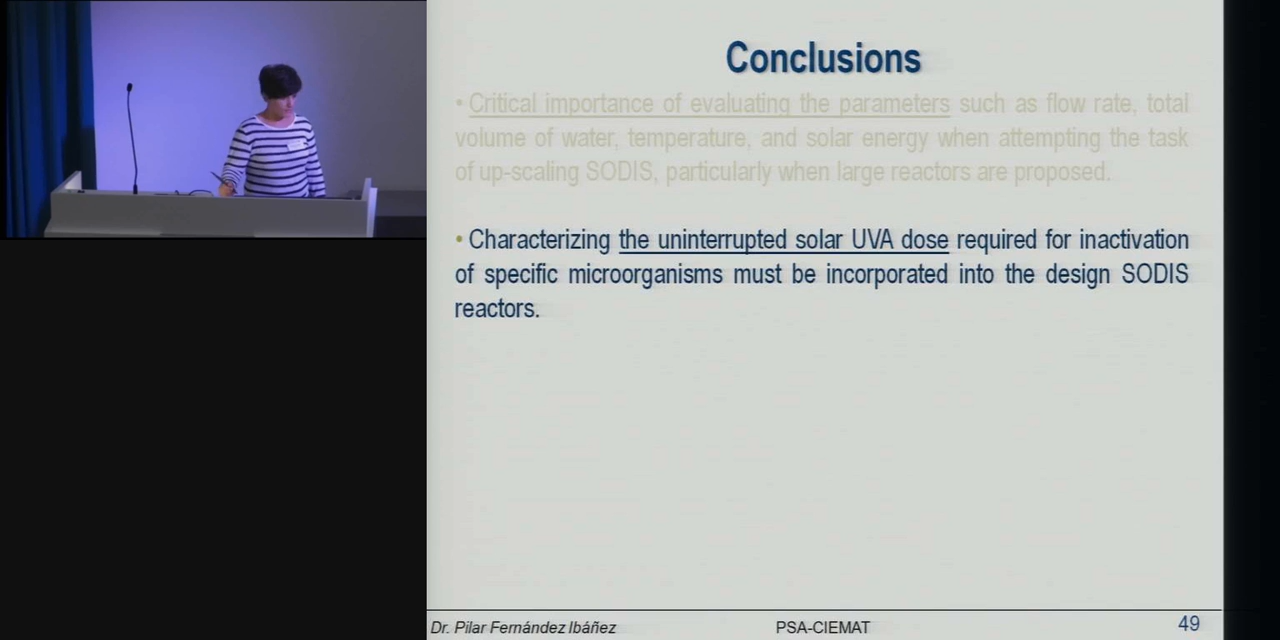 Conclusions
• Critical importance of evaluating the parameters such as flow rate, total
volume of water, temperature, and solar energy when attempting the task
of up-scaling SODIS, particularly when large reactors are proposed.
• Characterizing the uninterrupted solar UVA dose required for inactivation
of specific microorganisms must be incorporated into the design SODIS
reactors.
Dr. Pilar Fernández Ibáñez
PSA-CIEMAT
49